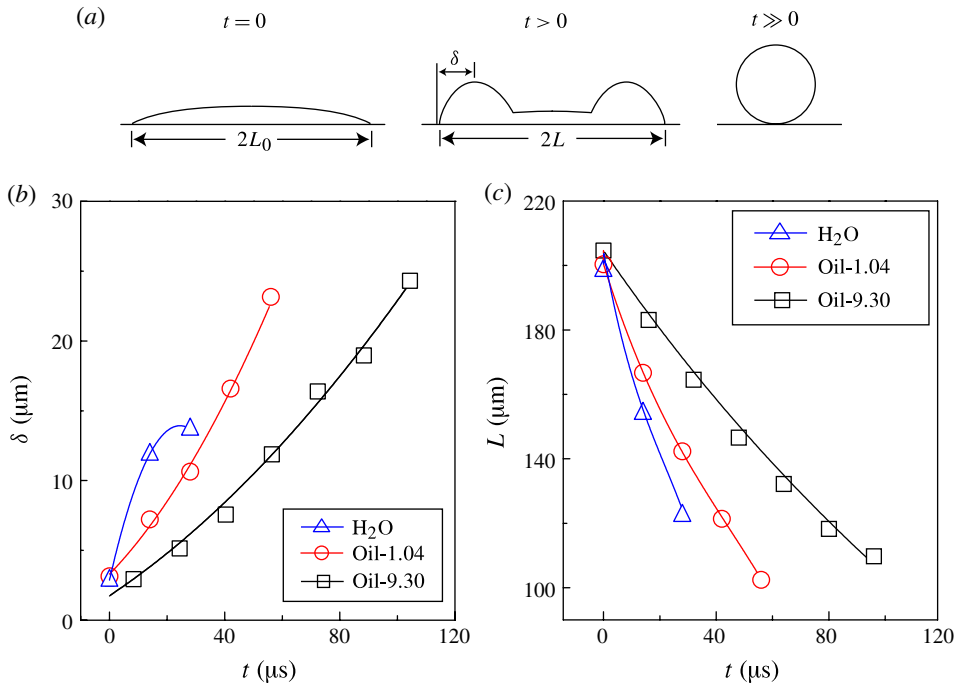 (a)
t = 0
t > 0
t ≫ 0
δ
2L₀
2L
(b)
30
20
10
0
δ (μm)
0
40
80
120
t (μs)
H₂O
Oil-1.04
Oil-9.30
(c)
220
180
140
100
L (μm)
0
40
80
120
t (μs)
H₂O
Oil-1.04
Oil-9.30